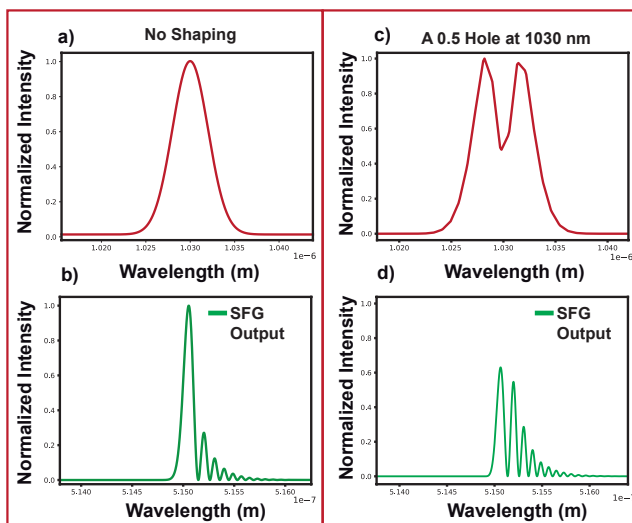 No Shaping
a)
Normalized Intensity
1.0
0.8
0.6
0.4
0.2
0.0
1.020
1.025
1.030
1.035
1.040
1e−6
Wavelength (m)
b)
Normalized Intensity
1.0
0.8
0.6
0.4
0.2
0.0
SFG
Output
5.140
5.145
5.150
5.155
5.160
1e−7
Wavelength (m)
A 0.5 Hole at 1030 nm
c)
Normalized Intensity
1.0
0.8
0.6
0.4
0.2
0.0
1.020
1.025
1.030
1.035
1.040
1e−6
Wavelength (m)
d)
Normalized Intensity
1.0
0.8
0.6
0.4
0.2
0.0
SFG
Output
5.140
5.145
5.150
5.155
5.160
1e−7
Wavelength (m)